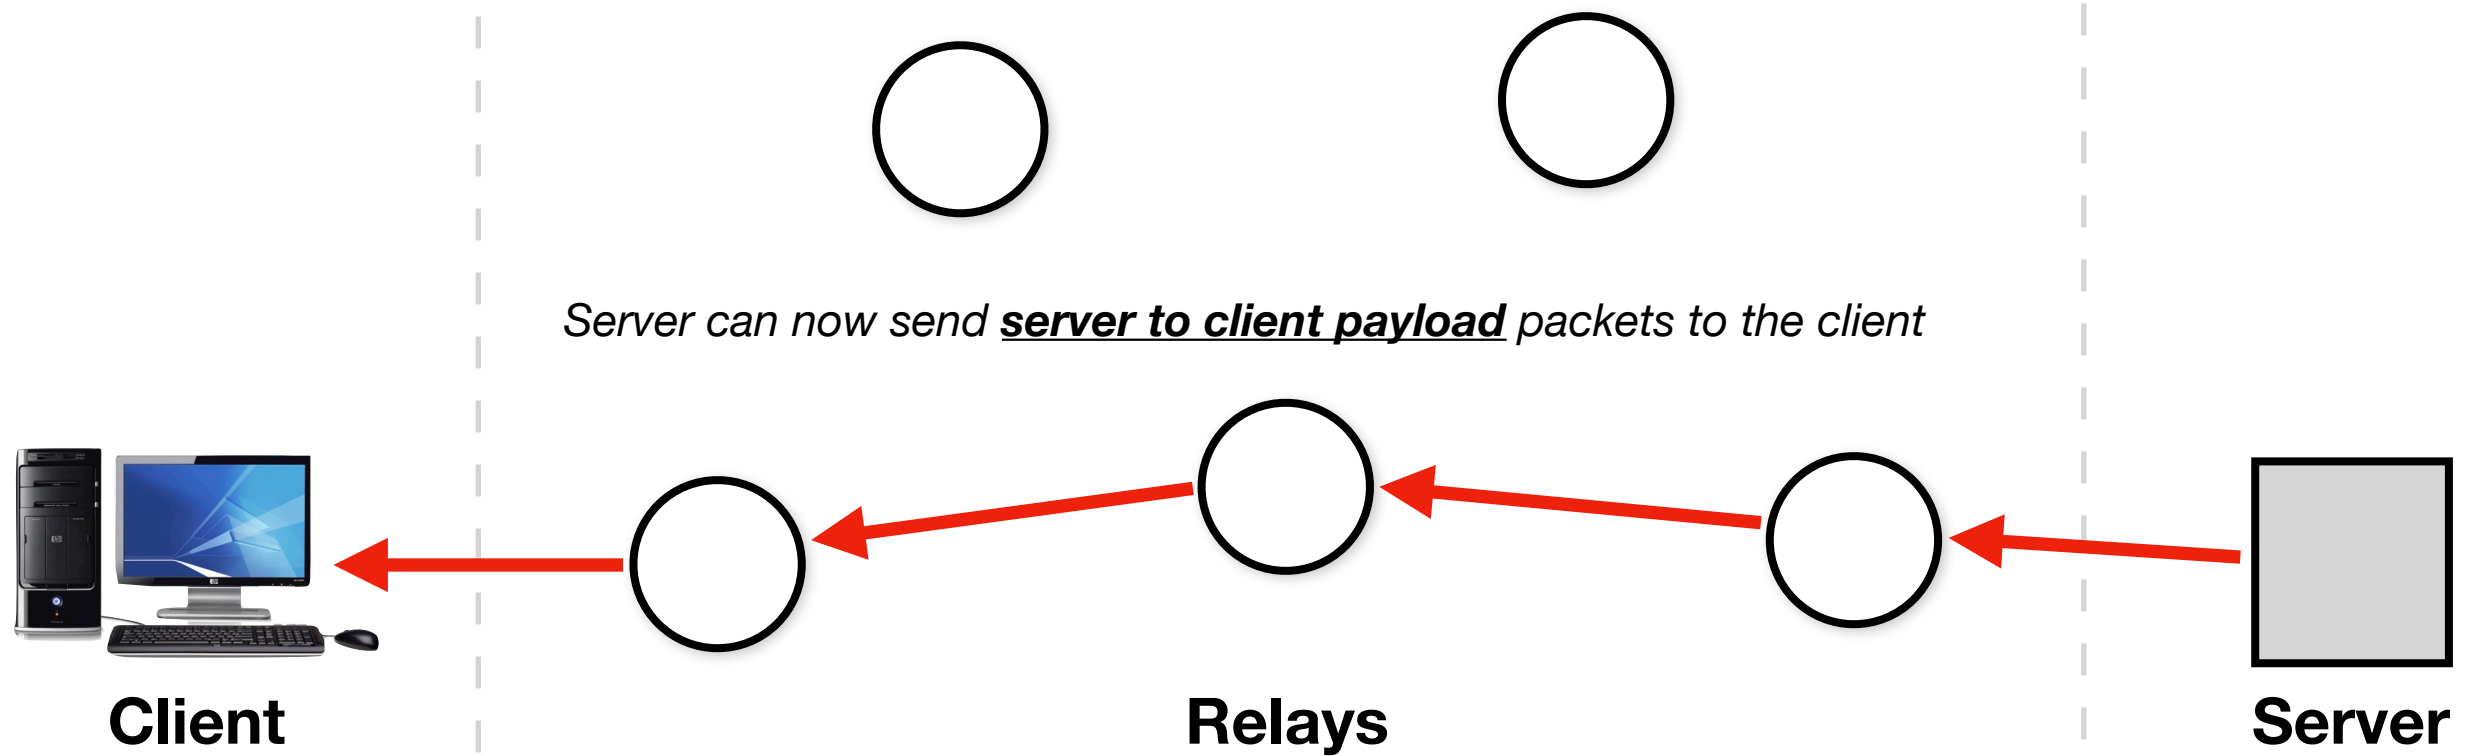 Server can now send server to client payload packets to the client
Client
Relays
Server